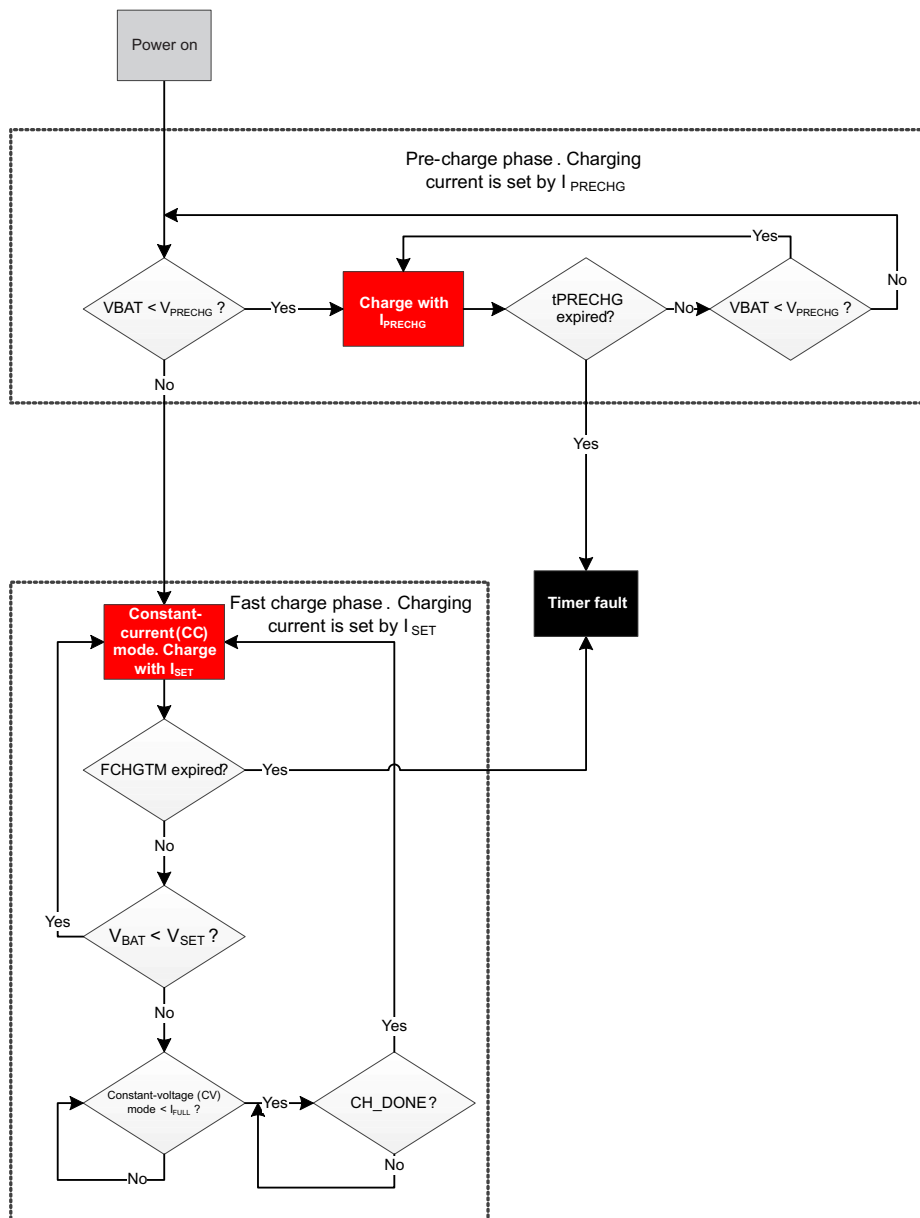 Power on
Pre-charge phase . Charging
current is set by I PRECHG
Yes
No
VBAT < VPRECHG ?
Yes
Charge with
IPRECHG
tPRECHG
expired?
No
VBAT < VPRECHG ?
No
Yes
Constant-
current (CC)
mode. Charge
with ISET
Fast charge phase . Charging
current is set by I SET
Timer fault
FCHGTM expired?
Yes
No
Yes
VBAT < VSET ?
No
Yes
Constant-voltage (CV)
mode < IFULL ?
Yes
CH_DONE ?
No
No